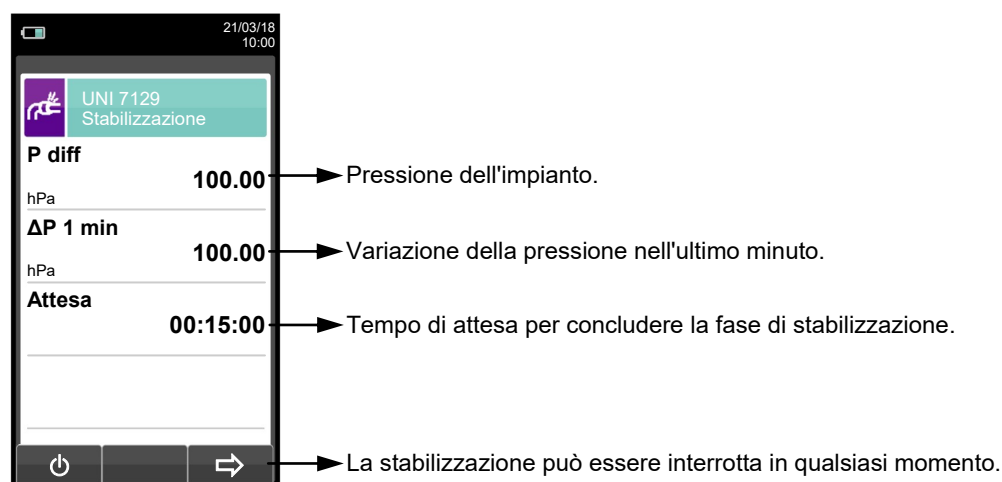 21/03/18
10:00
UNI 7129
Stabilizzazione
P diff
100.00
hPa
Pressione dell'impianto.
ΔP 1 min
100.00
hPa
Variazione della pressione nell'ultimo minuto.
Attesa
00:15:00
Tempo di attesa per concludere la fase di stabilizzazione.
La stabilizzazione può essere interrotta in qualsiasi momento.